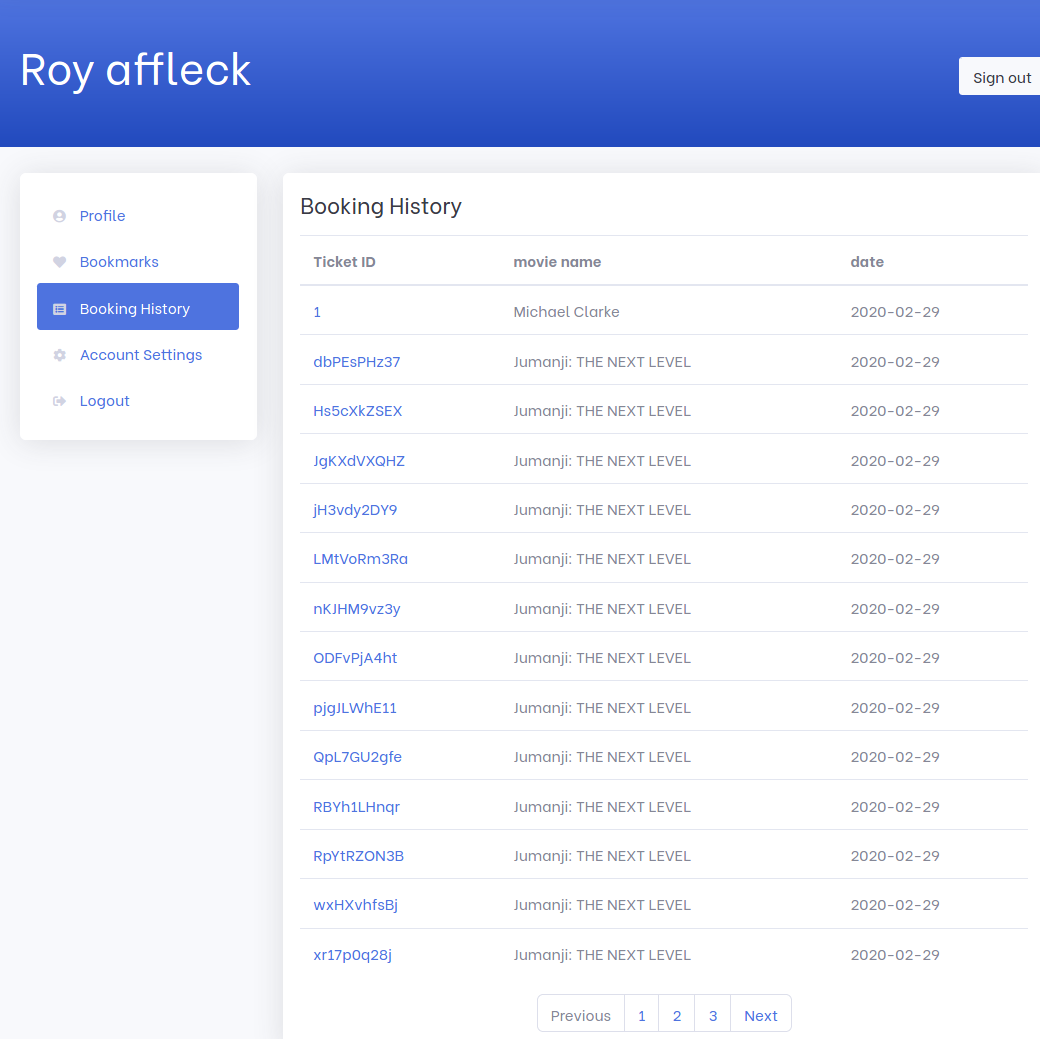 Roy affleck
Sign out
Profile
Bookmarks
Booking History
Account Settings
Logout
Booking History
Ticket ID movie name date
1 Michael Clarke 2020-02-29
dbPEsPHz37 Jumanji: THE NEXT LEVEL 2020-02-29
Hs5cXkZSEX Jumanji: THE NEXT LEVEL 2020-02-29
JgKXdVXQHZ Jumanji: THE NEXT LEVEL 2020-02-29
jH3vdy2DY9 Jumanji: THE NEXT LEVEL 2020-02-29
LMtVoRm3Ra Jumanji: THE NEXT LEVEL 2020-02-29
nKJHM9vz3y Jumanji: THE NEXT LEVEL 2020-02-29
ODFvPjA4ht Jumanji: THE NEXT LEVEL 2020-02-29
pjgJLWhE11 Jumanji: THE NEXT LEVEL 2020-02-29
QpL7GU2gfe Jumanji: THE NEXT LEVEL 2020-02-29
RBYh1LHnqr Jumanji: THE NEXT LEVEL 2020-02-29
RpYtRZON3B Jumanji: THE NEXT LEVEL 2020-02-29
wxHXvhfsBj Jumanji: THE NEXT LEVEL 2020-02-29
xr17p0q28j Jumanji: THE NEXT LEVEL 2020-02-29
Previous 1 2 3 Next